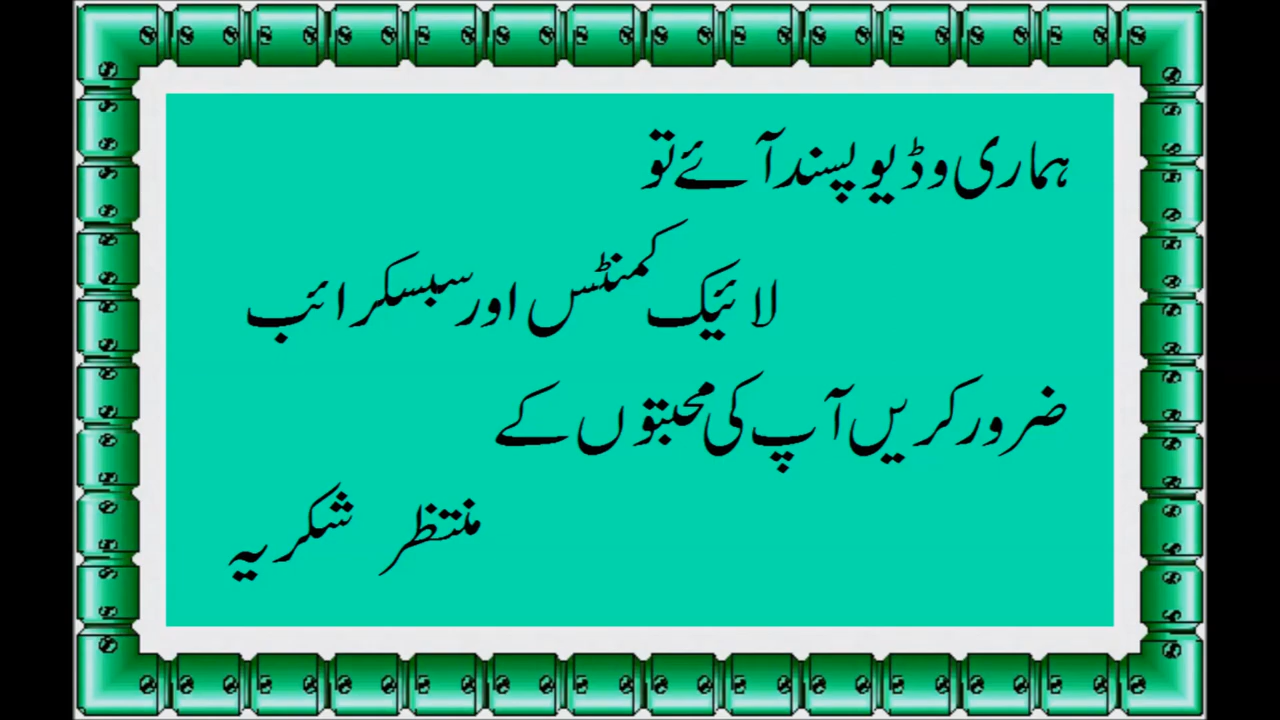 ہماری وڈیو پسند آئے تو
لائیک کمنٹس اور سبسکرائب
ضرور کریں آپ کی محبتوں کے
منتظر شکریہ